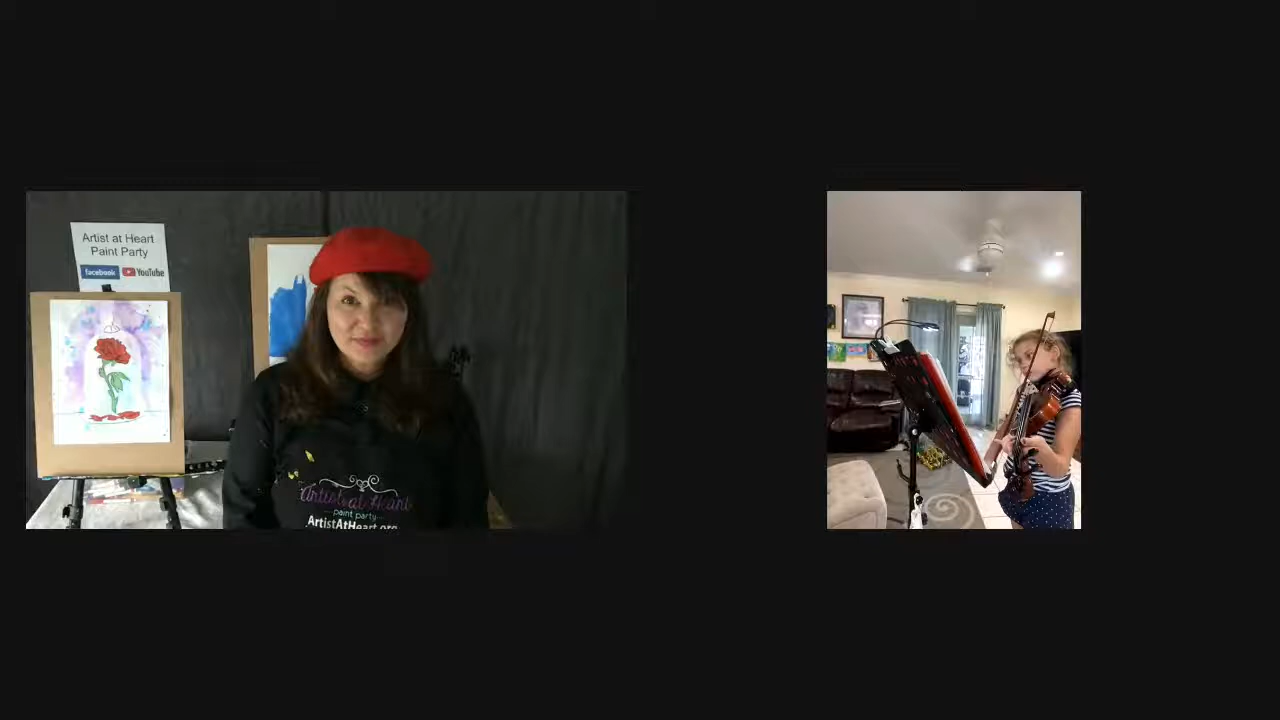 Artist at Heart
Paint Party
facebook YouTube
Artist at Heart
paint party
ArtistAtHeart.org